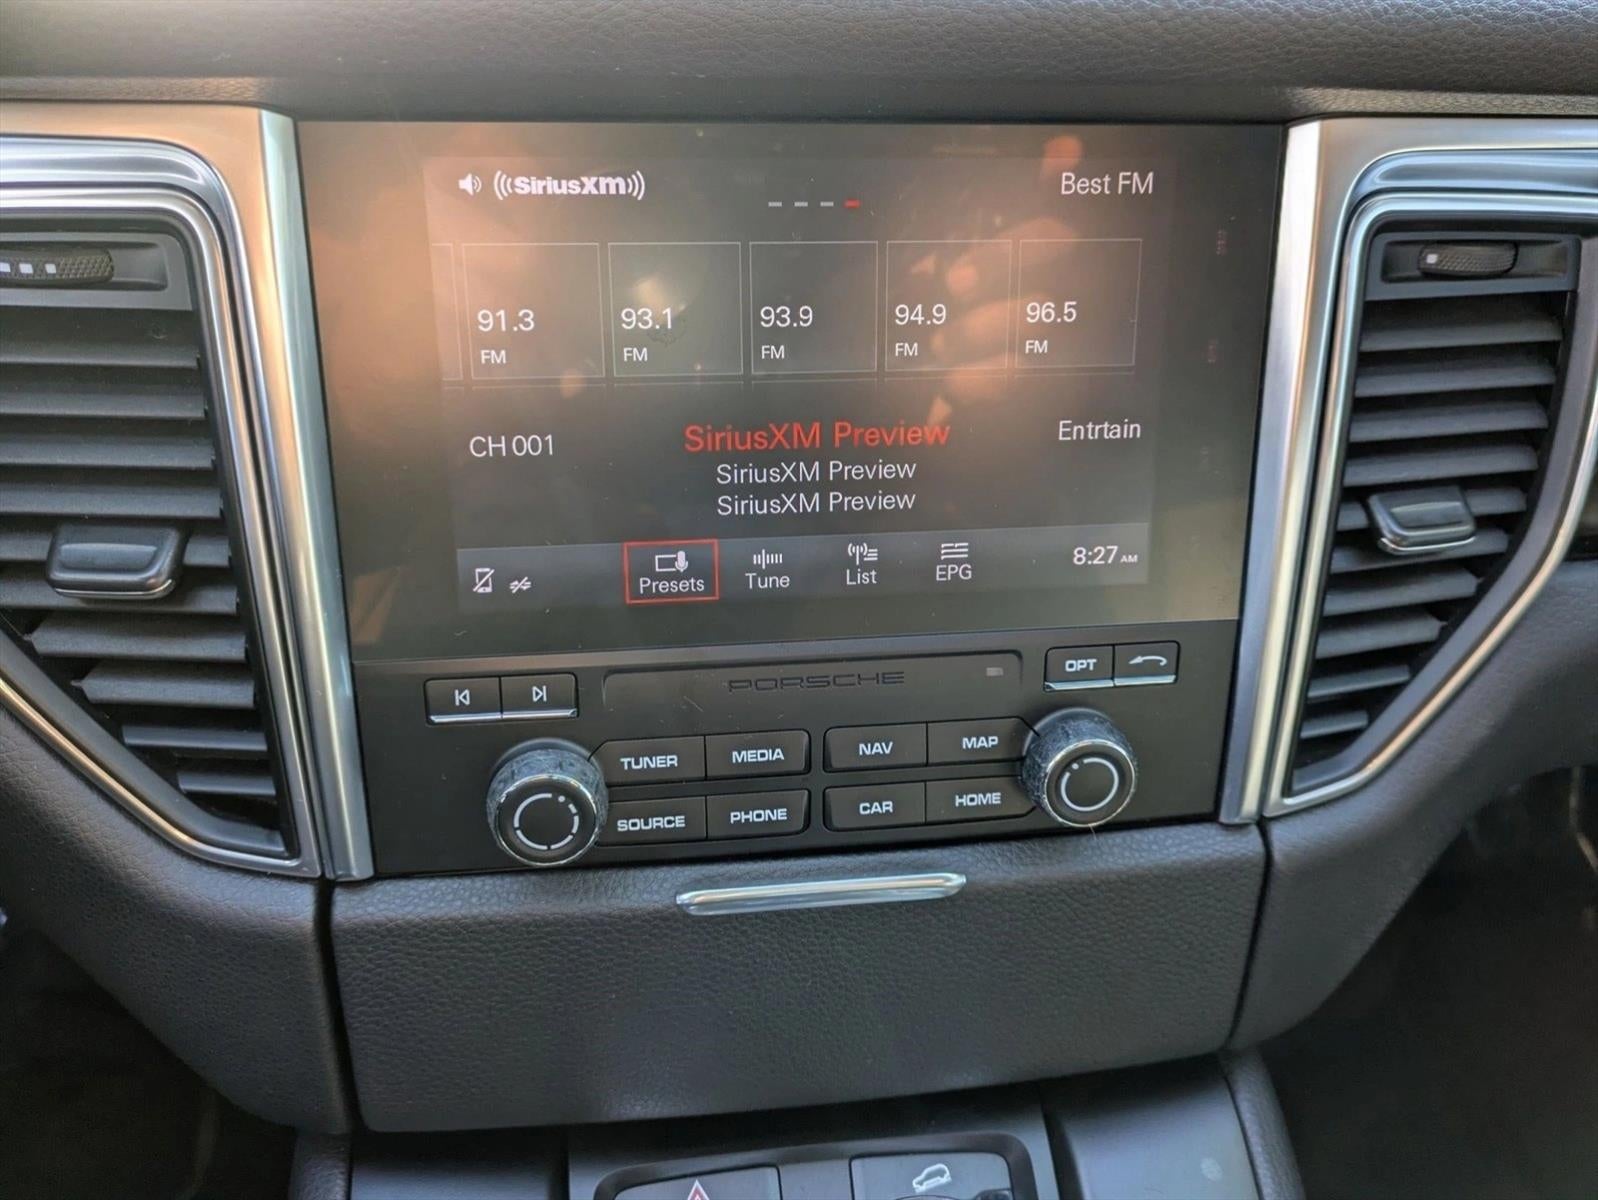 ((SiriusXM))
Best FM
91.3
FM
93.1
FM
93.9
FM
94.9
FM
96.5
FM
CH 001
SiriusXM Preview
Entrtain
SiriusXM Preview
SiriusXM Preview
Presets
Tune
List
EPG
8:27 AM
PORSCHE
OPT
TUNER
MEDIA
NAV
MAP
SOURCE
PHONE
CAR
HOME